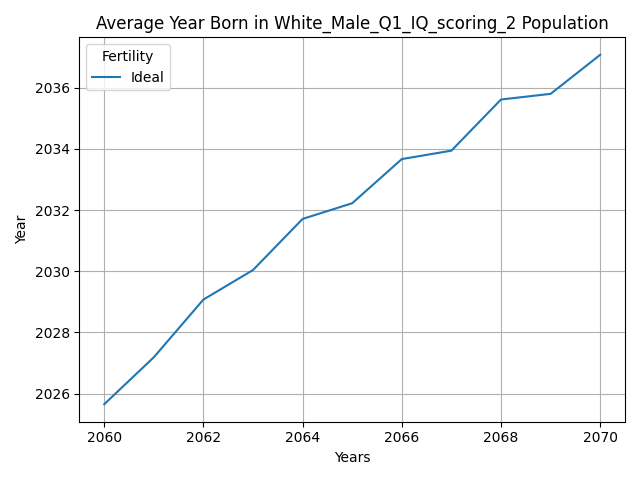 Average Year Born in White_Male_Q1_IQ_scoring_2 Population
Fertility
Ideal
Year
2036
2034
2032
2030
2028
2026
2060 2062 2064 2066 2068 2070
Years